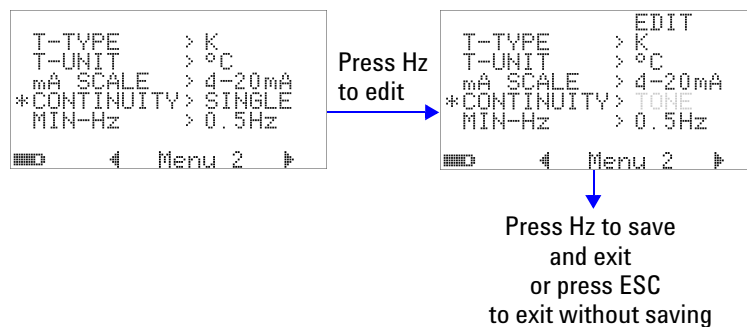 T-TYPE > K
T-UNIT > °C
mA SCALE > 4-20mA
*CONTINUITY> SINGLE
MIN-Hz > 0.5Hz
Menu 2
Press Hz
to edit
EDIT
T-TYPE > K
T-UNIT > °C
mA SCALE > 4-20mA
*CONTINUITY> TONE
MIN-Hz > 0.5Hz
Menu 2
Press Hz to save
and exit
or press ESC
to exit without saving